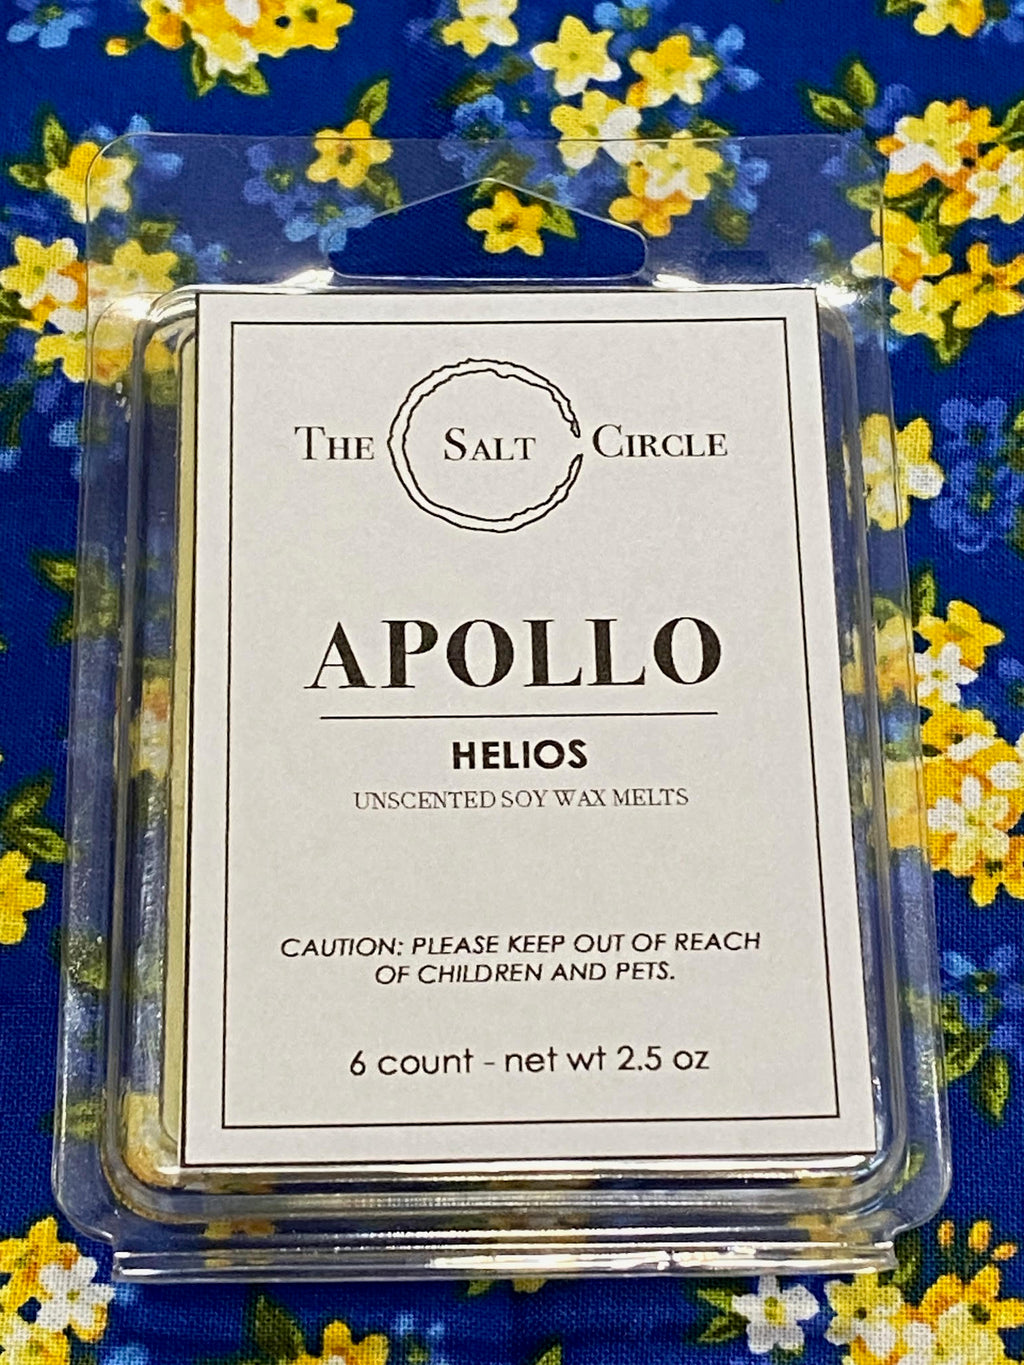 THE SALT CIRCLE
APOLLO
HELIOS
UNSCENTED SOY WAX MELTS
CAUTION: PLEASE KEEP OUT OF REACH
OF CHILDREN AND PETS.
6 count - net wt 2.5 oz